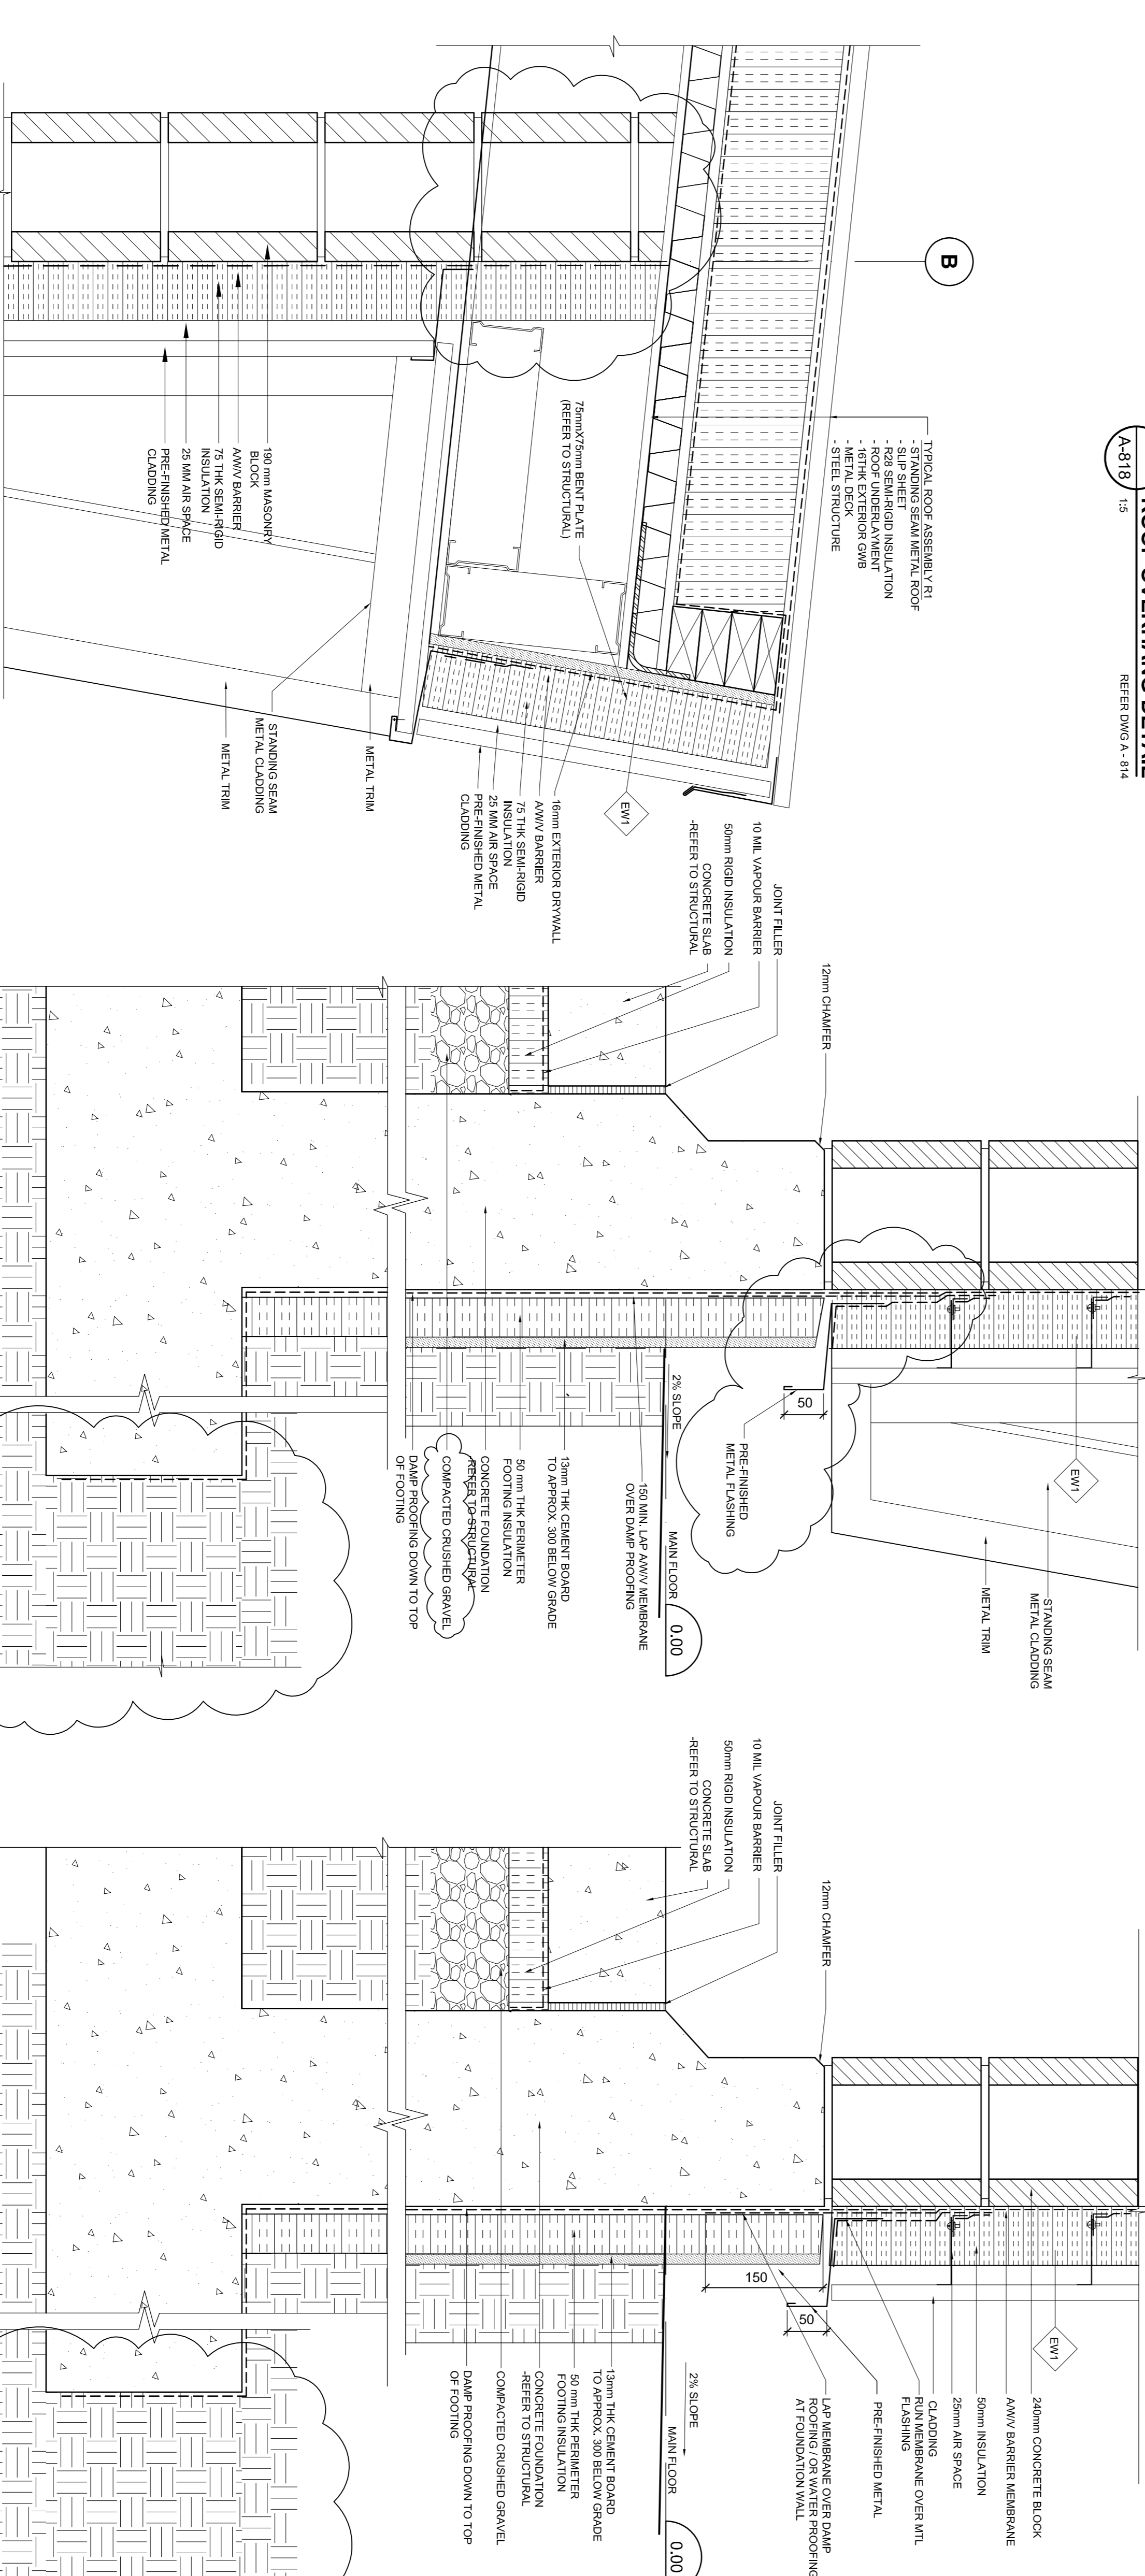 ROOF OVERHANG DETAIL
A-818
1:5
REFER DWG A - 814
B
TYPICAL ROOF ASSEMBLY R1
- STANDING SEAM METAL ROOF
- SLIP SHEET
- R28 SEMI-RIGID INSULATION
- ROOF UNDERLAYMENT
- 16THK EXTERIOR GWB
- METAL DECK
- STEEL STRUCTURE
75mmX75mm BENT PLATE
(REFER TO STRUCTURAL)
190 mm MASONRY
BLOCK
A/W/V BARRIER
75 THK SEMI-RIGID
INSULATION
25 MM AIR SPACE
PRE-FINISHED METAL
CLADDING
METAL TRIM
STANDING SEAM
METAL CLADDING
METAL TRIM
EW1
16mm EXTERIOR DRYWALL
A/W/V BARRIER
75 THK SEMI-RIGID
INSULATION
25 MM AIR SPACE
PRE-FINISHED METAL
CLADDING
12mm CHAMFER
JOINT FILLER
10 MIL VAPOUR BARRIER
50mm RIGID INSULATION
CONCRETE SLAB
-REFER TO STRUCTURAL
EW1
STANDING SEAM
METAL CLADDING
METAL TRIM
50
PRE-FINISHED
METAL FLASHING
2% SLOPE
MAIN FLOOR
0.00
150 MIN. LAP A/W/V MEMBRANE
OVER DAMP PROOFING
13mm THK CEMENT BOARD
TO APPROX. 300 BELOW GRADE
50 mm THK PERIMETER
FOOTING INSULATION
CONCRETE FOUNDATION
-REFER TO STRUCTURAL
COMPACTED CRUSHED GRAVEL
DAMP PROOFING DOWN TO TOP
OF FOOTING
12mm CHAMFER
JOINT FILLER
10 MIL VAPOUR BARRIER
50mm RIGID INSULATION
CONCRETE SLAB
-REFER TO STRUCTURAL
EW1
240mm CONCRETE BLOCK
A/W/V BARRIER MEMBRANE
50mm INSULATION
25mm AIR SPACE
CLADDING
RUN MEMBRANE OVER MTL
FLASHING
PRE-FINISHED METAL
LAP MEMBRANE OVER DAMP
ROOFING / OR WATER PROOFING
AT FOUNDATION WALL
150
50
2% SLOPE
MAIN FLOOR
0.00
13mm THK CEMENT BOARD
TO APPROX. 300 BELOW GRADE
50 mm THK PERIMETER
FOOTING INSULATION
CONCRETE FOUNDATION
-REFER TO STRUCTURAL
COMPACTED CRUSHED GRAVEL
DAMP PROOFING DOWN TO TOP
OF FOOTING